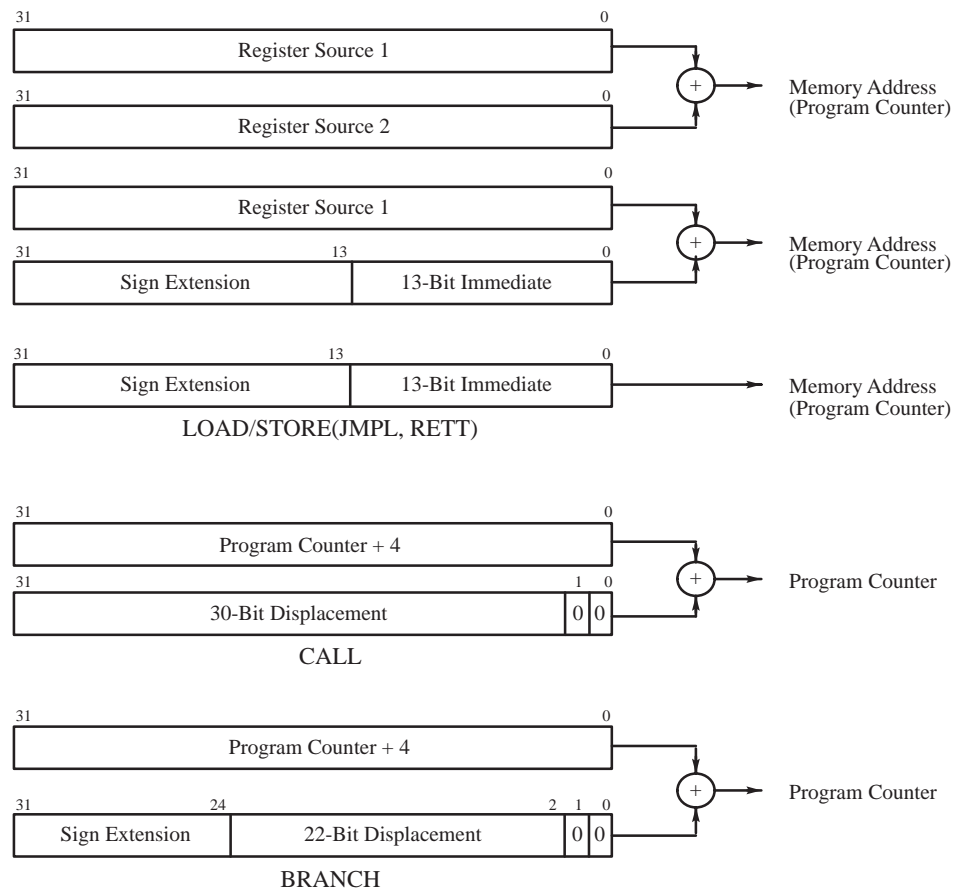 31 0
Register Source 1
31 0
Register Source 2
+
Memory Address
(Program Counter)
31 0
Register Source 1
31 13 0
Sign Extension 13-Bit Immediate
+
Memory Address
(Program Counter)
31 13 0
Sign Extension 13-Bit Immediate
Memory Address
(Program Counter)
LOAD/STORE(JMPL, RETT)
31 0
Program Counter + 4
31 1 0
30-Bit Displacement 0 0
+
Program Counter
CALL
31 0
Program Counter + 4
31 24 2 1 0
Sign Extension 22-Bit Displacement 0 0
+
Program Counter
BRANCH